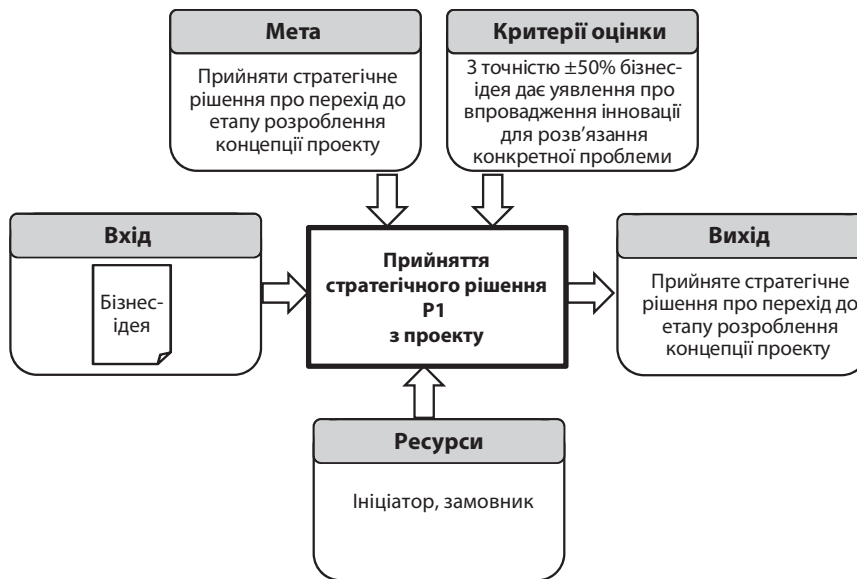 Мета
Прийняти стратегічне
рішення про перехід до
етапу розроблення
концепції проекту
Критерії оцінки
З точністю ±50% бізнес-
ідея дає уявлення про
впровадження інновації
для розв’язання
конкретної проблеми
Вхід
Бізнес-
ідея
Прийняття
стратегічного рішення
Р1
з проекту
Вихід
Прийняте стратегічне
рішення про перехід до
етапу розроблення
концепції проекту
Ресурси
Ініціатор, замовник